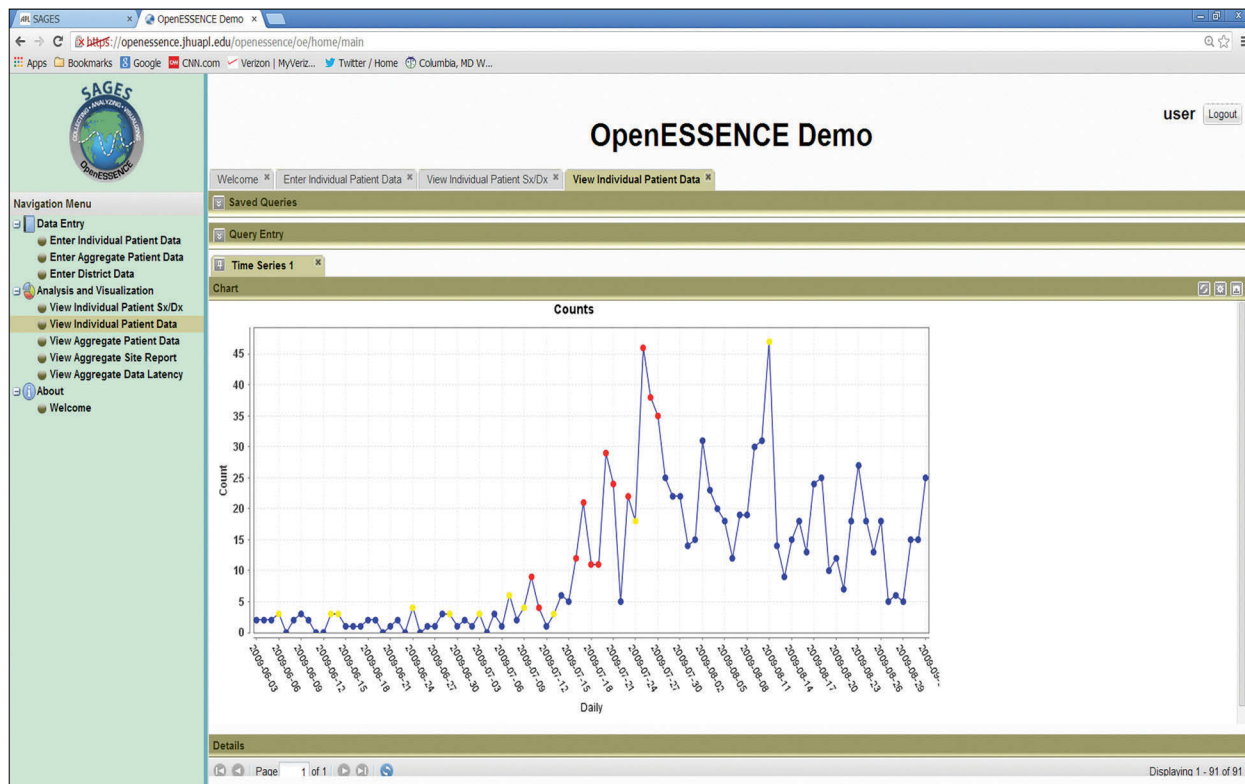 SAGES
OpenESSENCE Demo
https://openessence.jhuapl.edu/openessence/oe/home/main
Apps Bookmarks Google CNN.com Verizon | MyVeriz... Twitter / Home Columbia, MD W...
SAGES
COLLECTING • ANALYZING • VISUALIZING
OpenESSENCE
user Logout
OpenESSENCE Demo
Welcome Enter Individual Patient Data View Individual Patient Sx/Dx View Individual Patient Data
Navigation Menu
Data Entry
Enter Individual Patient Data
Enter Aggregate Patient Data
Enter District Data
Analysis and Visualization
View Individual Patient Sx/Dx
View Individual Patient Data
View Aggregate Patient Data
View Aggregate Site Report
View Aggregate Data Latency
About
Welcome
Saved Queries
Query Entry
Time Series 1
Chart
Counts
Count
45
40
35
30
25
20
15
10
5
0
2009-06-03
2009-06-06
2009-06-09
2009-06-12
2009-06-15
2009-06-18
2009-06-21
2009-06-24
2009-06-27
2009-06-30
2009-07-03
2009-07-06
2009-07-09
2009-07-12
2009-07-15
2009-07-18
2009-07-21
2009-07-24
2009-07-27
2009-07-30
2009-08-02
2009-08-05
2009-08-08
2009-08-11
2009-08-14
2009-08-17
2009-08-20
2009-08-23
2009-08-26
2009-08-29
2009-09-
Daily
Details
Page 1 of 1
Displaying 1 - 91 of 91